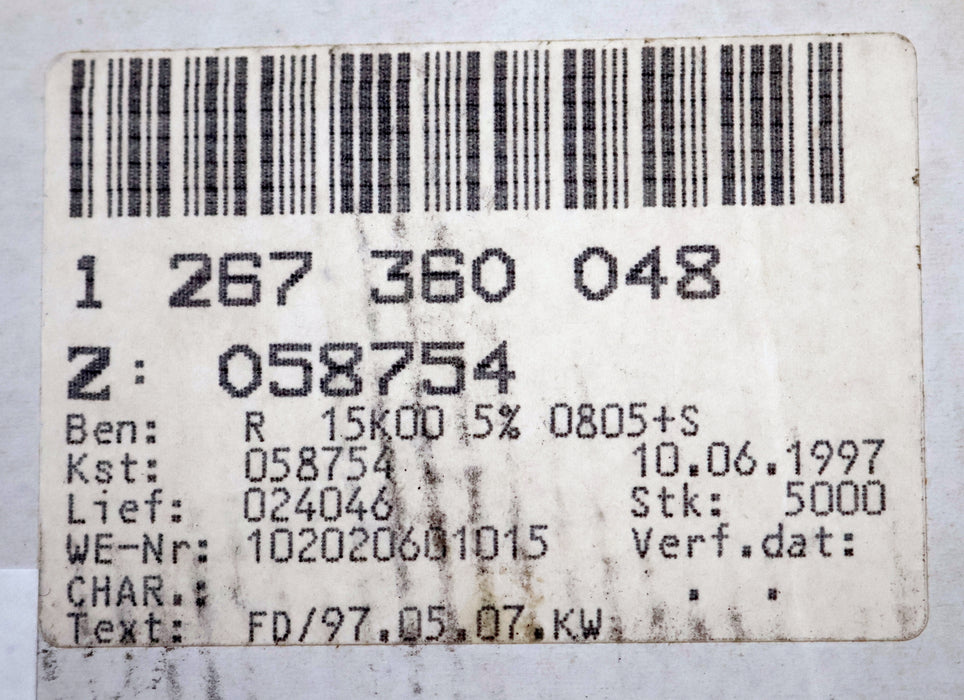 1 267 360 048
Z: 058754
Ben: R 15K00 5% 0805+S
Kst: 058754 10.06.1997
Lief: 024046 Stk: 5000
WE-Nr: 102020601015 Verf.dat:
CHAR.: . .
Text: FD/97.05.07.KW